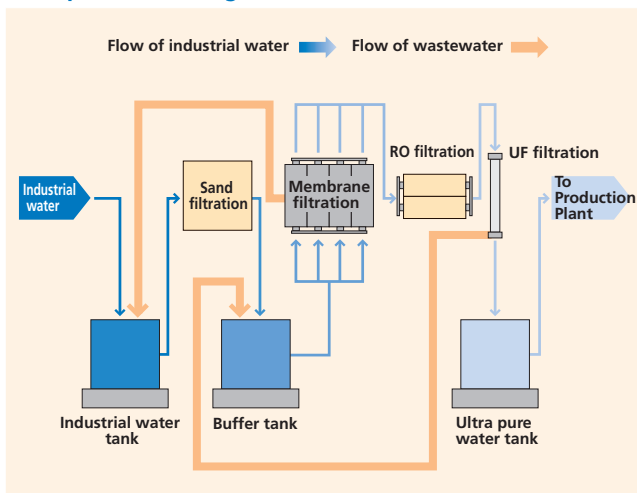 Flow of industrial water
Flow of wastewater
RO filtration
UF filtration
Industrial
water
Sand
filtration
Membrane
filtration
To
Production
Plant
Industrial water
tank
Buffer tank
Ultra pure
water tank